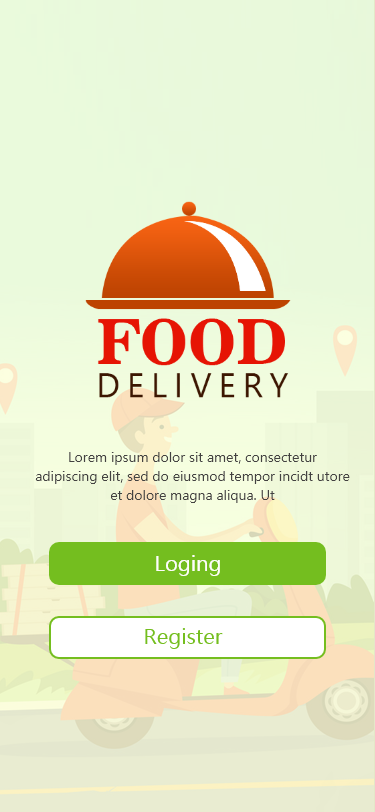 FOOD
DELIVERY
Lorem ipsum dolor sit amet, consectetur
adipiscing elit, sed do eiusmod tempor incidt utore
et dolore magna aliqua. Ut
Loging
Register